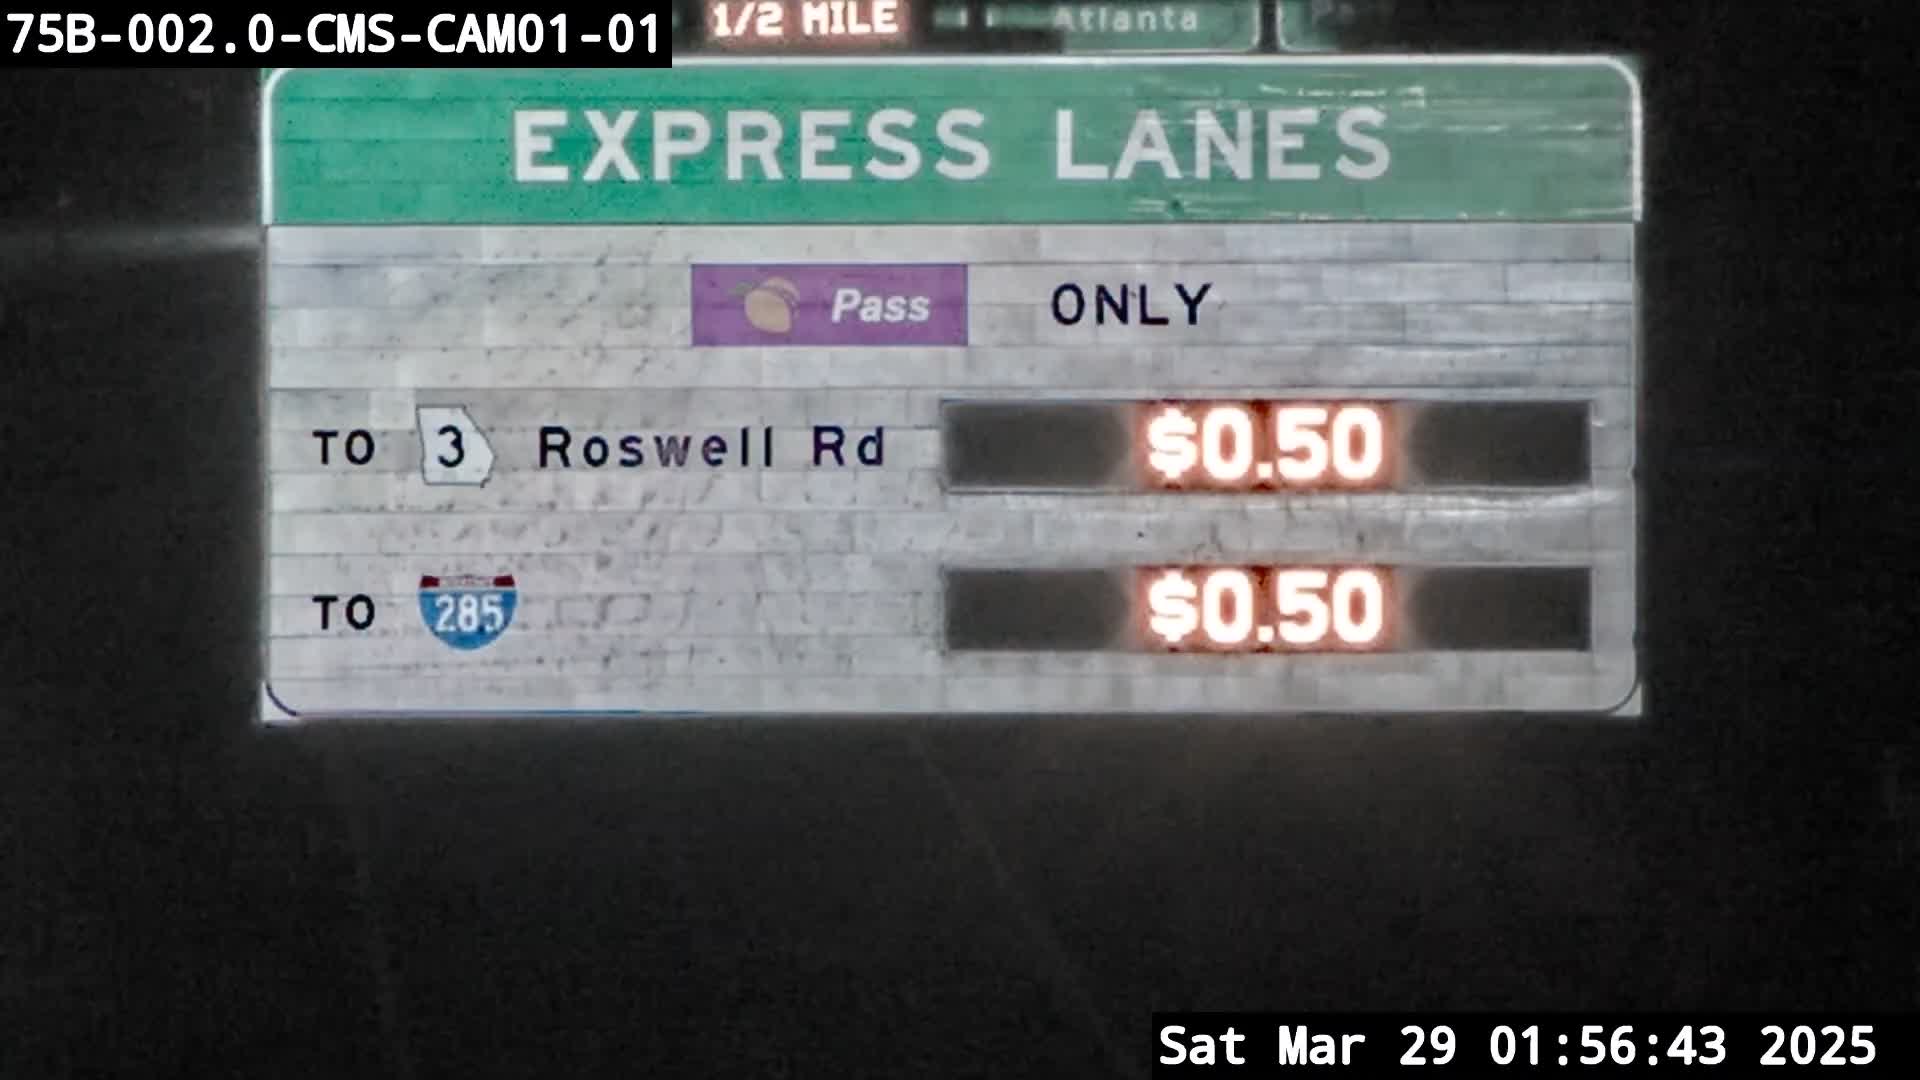 75B-002.0-CMS-CAM01-01
1/2 MILE
Atlanta
EXPRESS LANES
Pass ONLY
TO 3 Roswell Rd $0.50
TO 285 $0.50
Sat Mar 29 01:56:43 2025